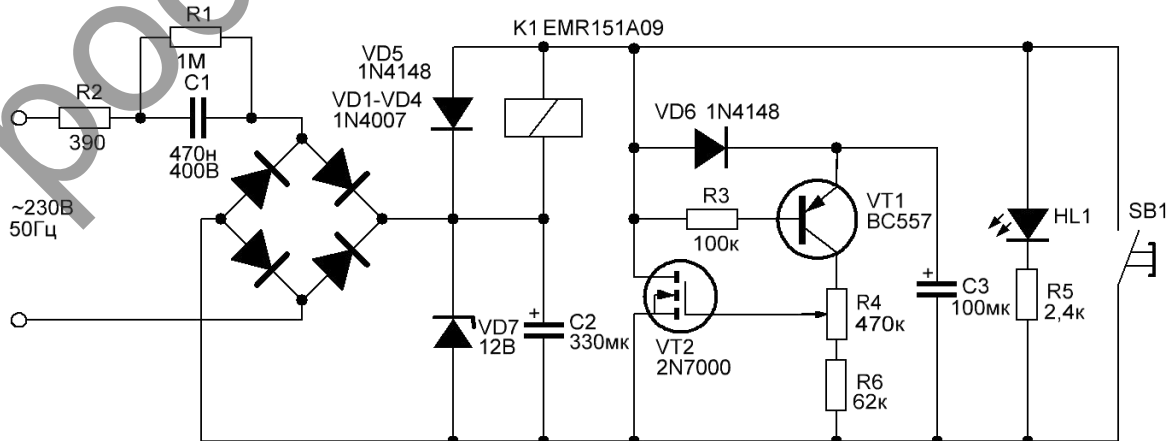 R1
1М
C1
470н
400В
R2
390
~230В
50Гц
K1 EMR151A09
VD5
1N4148
VD1-VD4
1N4007
VD7
12В
C2
330мк
VD6 1N4148
R3
100к
VT1
BC557
VT2
2N7000
R4
470к
R6
62к
C3
100мк
HL1
R5
2,4к
SB1
+
+